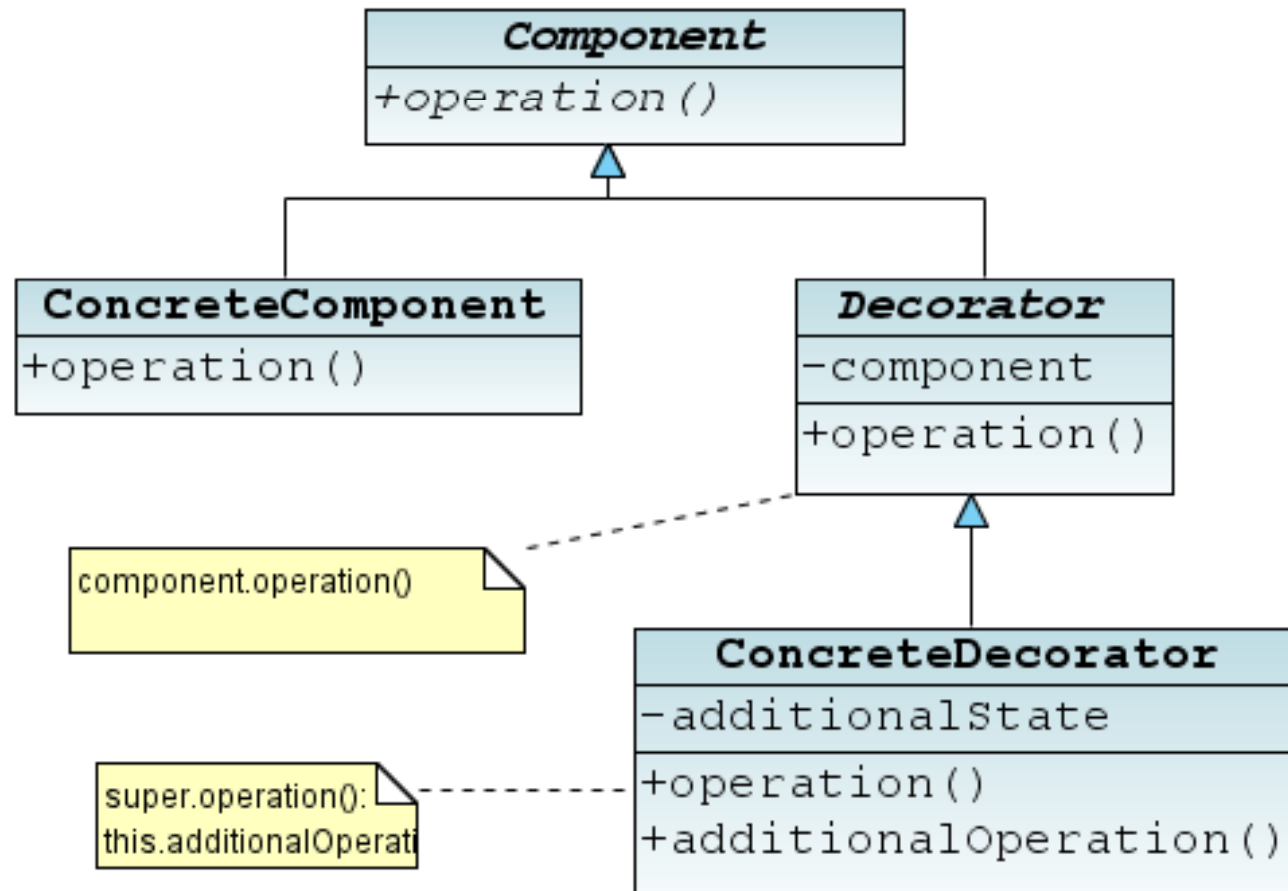 Component
+operation()
ConcreteComponent
+operation()
Decorator
-component
+operation()
component.operation()
ConcreteDecorator
-additionalState
+operation()
+additionalOperation()
super.operation():
this.additionalOperati